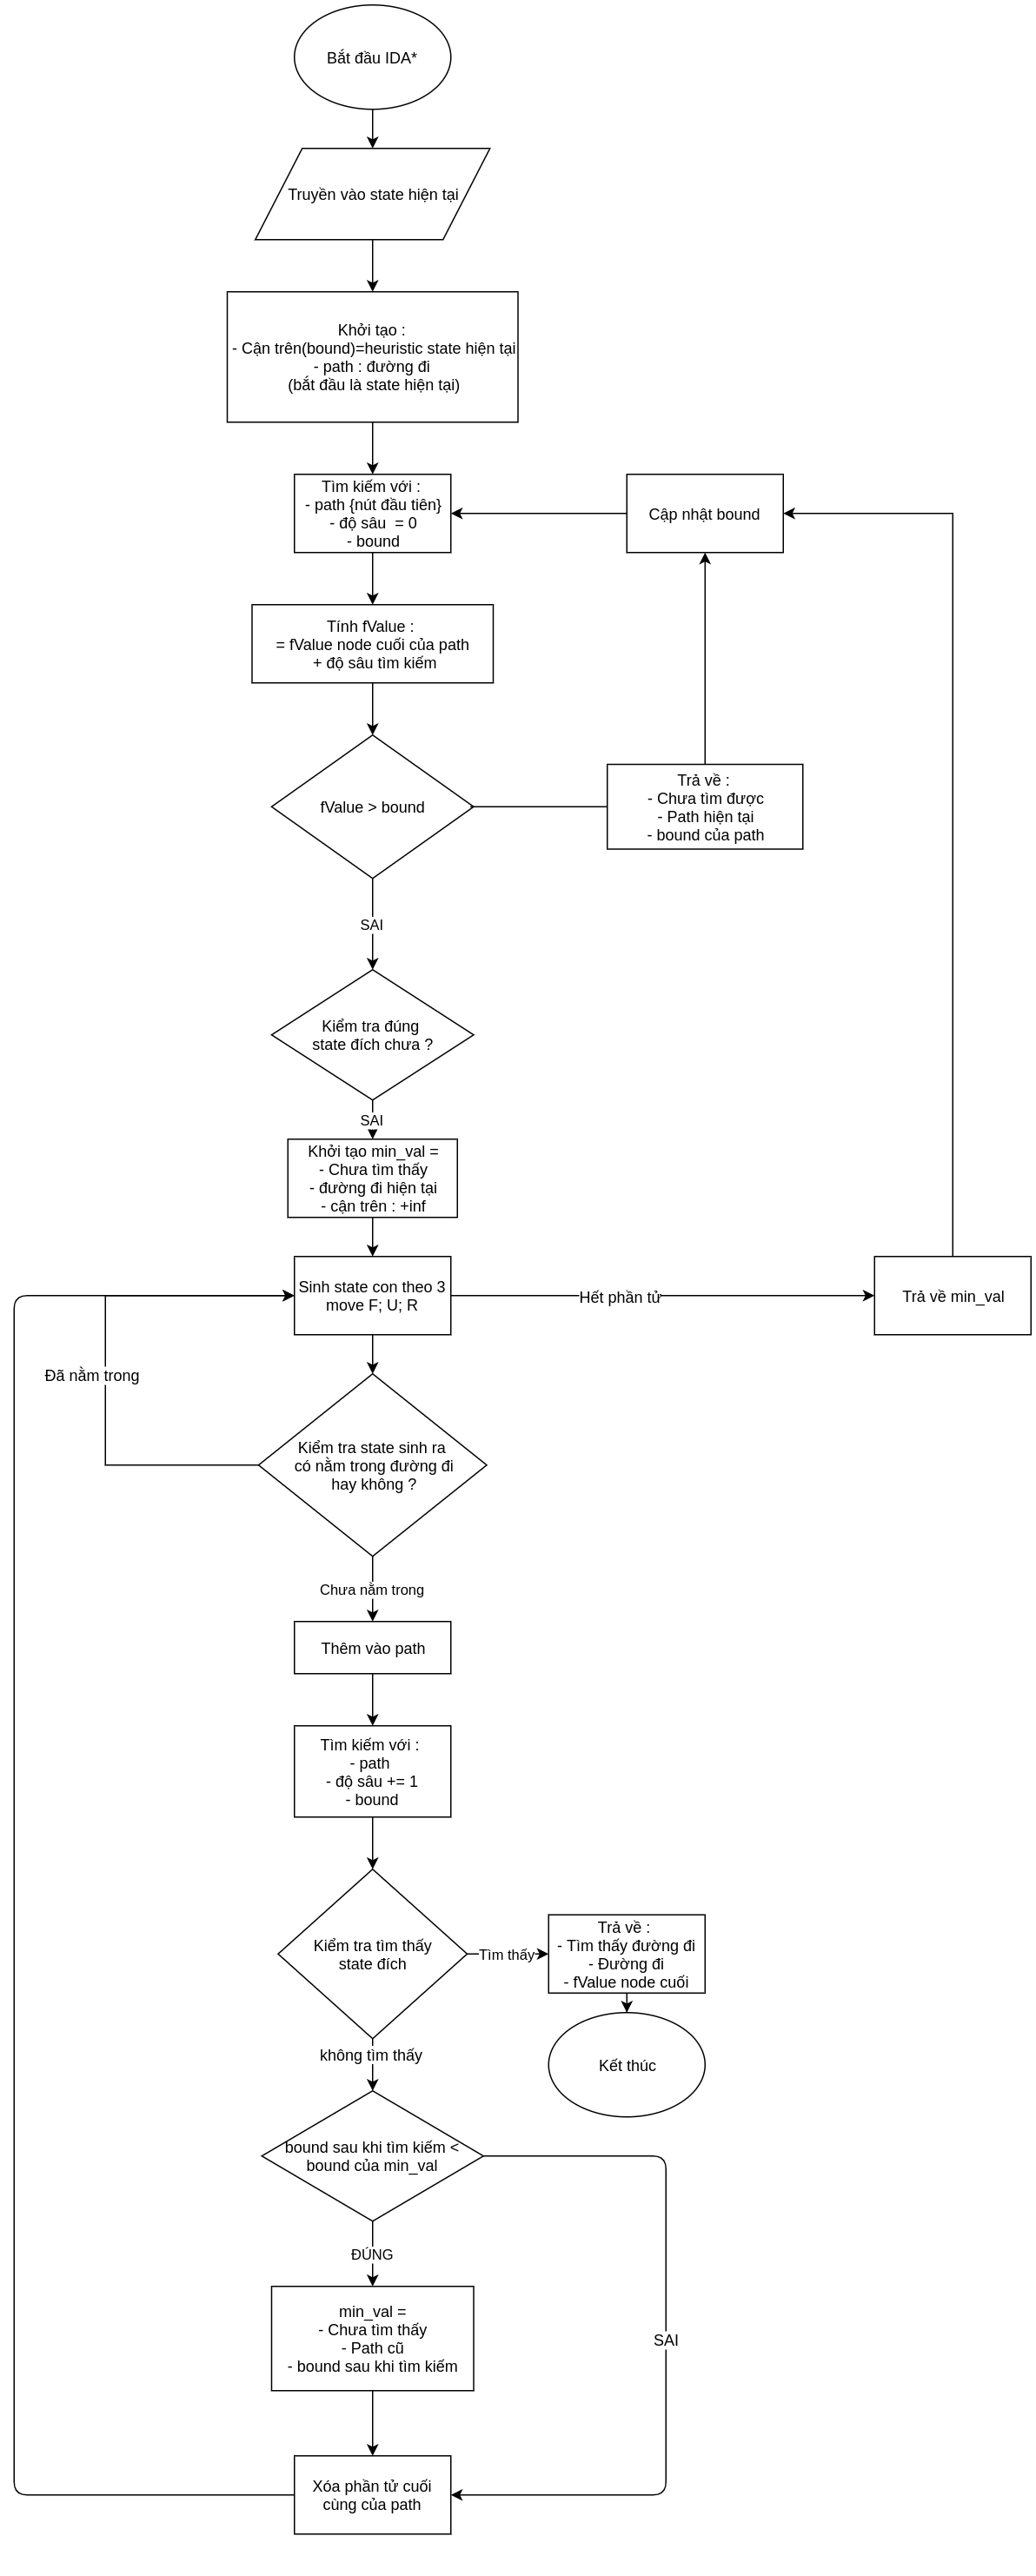 Bắt đầu IDA*
Truyền vào state hiện tại
Khởi tạo :
- Cận trên(bound)=heuristic state hiện tại
- path : đường đi
(bắt đầu là state hiện tại)
Tìm kiếm với :
- path {nút đầu tiên}
- độ sâu = 0
- bound
Cập nhật bound
Tính fValue :
= fValue node cuối của path
+ độ sâu tìm kiếm
fValue > bound
Trả về :
- Chưa tìm được
- Path hiện tại
- bound của path
SAI
Kiểm tra đúng
state đích chưa ?
SAI
Khởi tạo min_val =
- Chưa tìm thấy
- đường đi hiện tại
- cận trên : +inf
Sinh state con theo 3
move F; U; R
Hết phần tử
Trả về min_val
Đã nằm trong
Kiểm tra state sinh ra
có nằm trong đường đi
hay không ?
Chưa nằm trong
Thêm vào path
Tìm kiếm với :
- path
- độ sâu += 1
- bound
Kiểm tra tìm thấy
state đích
Tìm thấy
Trả về :
- Tìm thấy đường đi
- Đường đi
- fValue node cuối
Kết thúc
không tìm thấy
bound sau khi tìm kiếm <
bound của min_val
ĐÚNG
SAI
min_val =
- Chưa tìm thấy
- Path cũ
- bound sau khi tìm kiếm
Xóa phần tử cuối
cùng của path